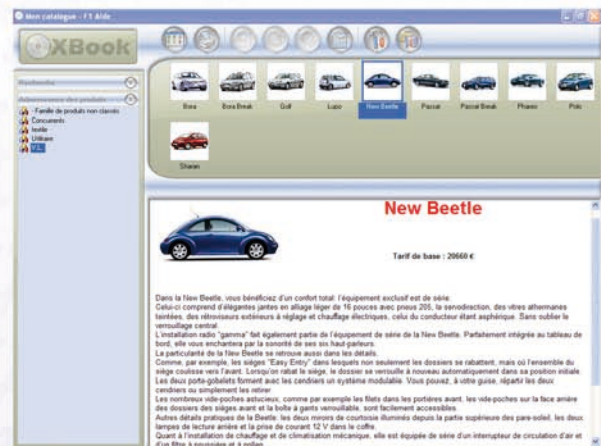 Mon catalogue - F1 Aide
XBook
Recherche
Arborescence des produits
- Famille de produits non classés
Concurrents
textile
Utilitaire
V.L.
Bora
Bora Break
Golf
Lupo
New Beetle
Passat
Passat Break
Phaeton
Polo
Sharan
New Beetle
Tarif de base : 20660 €
Dans la New Beetle, vous bénéficiez d'un confort total: l'équipement exclusif est de série.
Celui-ci comprend d'élégantes jantes en alliage léger de 16 pouces avec pneus 205, la servodirection, des vitres athermanes
teintées, des rétroviseurs extérieurs à réglage et chauffage électriques, celui du conducteur étant asphérique. Sans oublier le
verrouillage central.
L'installation radio "gamma" fait également partie de l'équipement de série de la New Beetle. Parfaitement intégrée au tableau de
bord, elle vous enchantera par la sonorité de ses six haut-parleurs.
La particularité de la New Beetle se retrouve aussi dans les détails.
Comme, par exemple, les sièges "Easy Entry" dans lesquels non seulement les dossiers se rabattent, mais où l'ensemble du
siège coulisse vers l'avant. Lorsqu'on rabat le siège, le dossier se verrouille à nouveau automatiquement dans sa position initiale.
Les deux porte-gobelets forment avec les cendriers un système modulable. Vous pouvez, à votre guise, répartir les deux
cendriers ou simplement les retirer
Les nombreux vide-poches astucieux, comme par exemple les filets dans les portières avant, les vide-poches sur la face arrière
des dossiers des sièges avant et la boîte à gants verrouillable, sont facilement accessibles.
Autres détails pratiques de la Beetle: les deux miroirs de courtoisie illuminés depuis la partie supérieure des pare-soleil, les deux
lampes de lecture arrière et la prise de courant 12 V dans le coffre.
Quant à l'installation de chauffage et de climatisation mécanique, elle est équipée de série d'un interrupteur de circulation d'air et
d'un filtre à poussière et à pollen